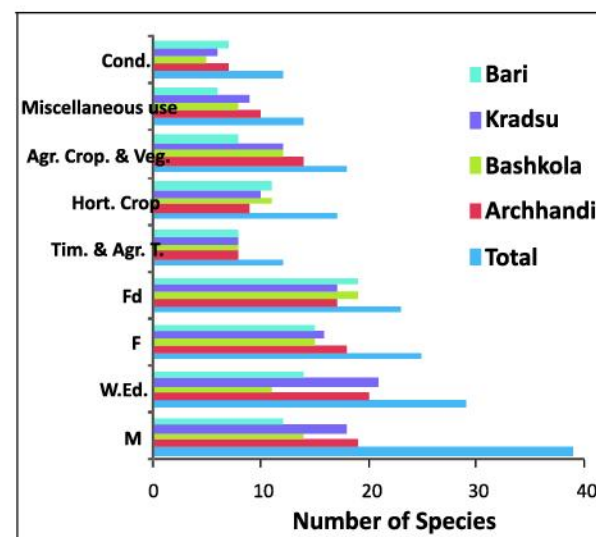 Cond.
Miscellaneous use
Agr. Crop. & Veg.
Hort. Crop
Tim. & Agr. T.
Fd
F
W.Ed.
M
Bari
Kradsu
Bashkola
Archhandi
Total
0 10 20 30 40
Number of Species